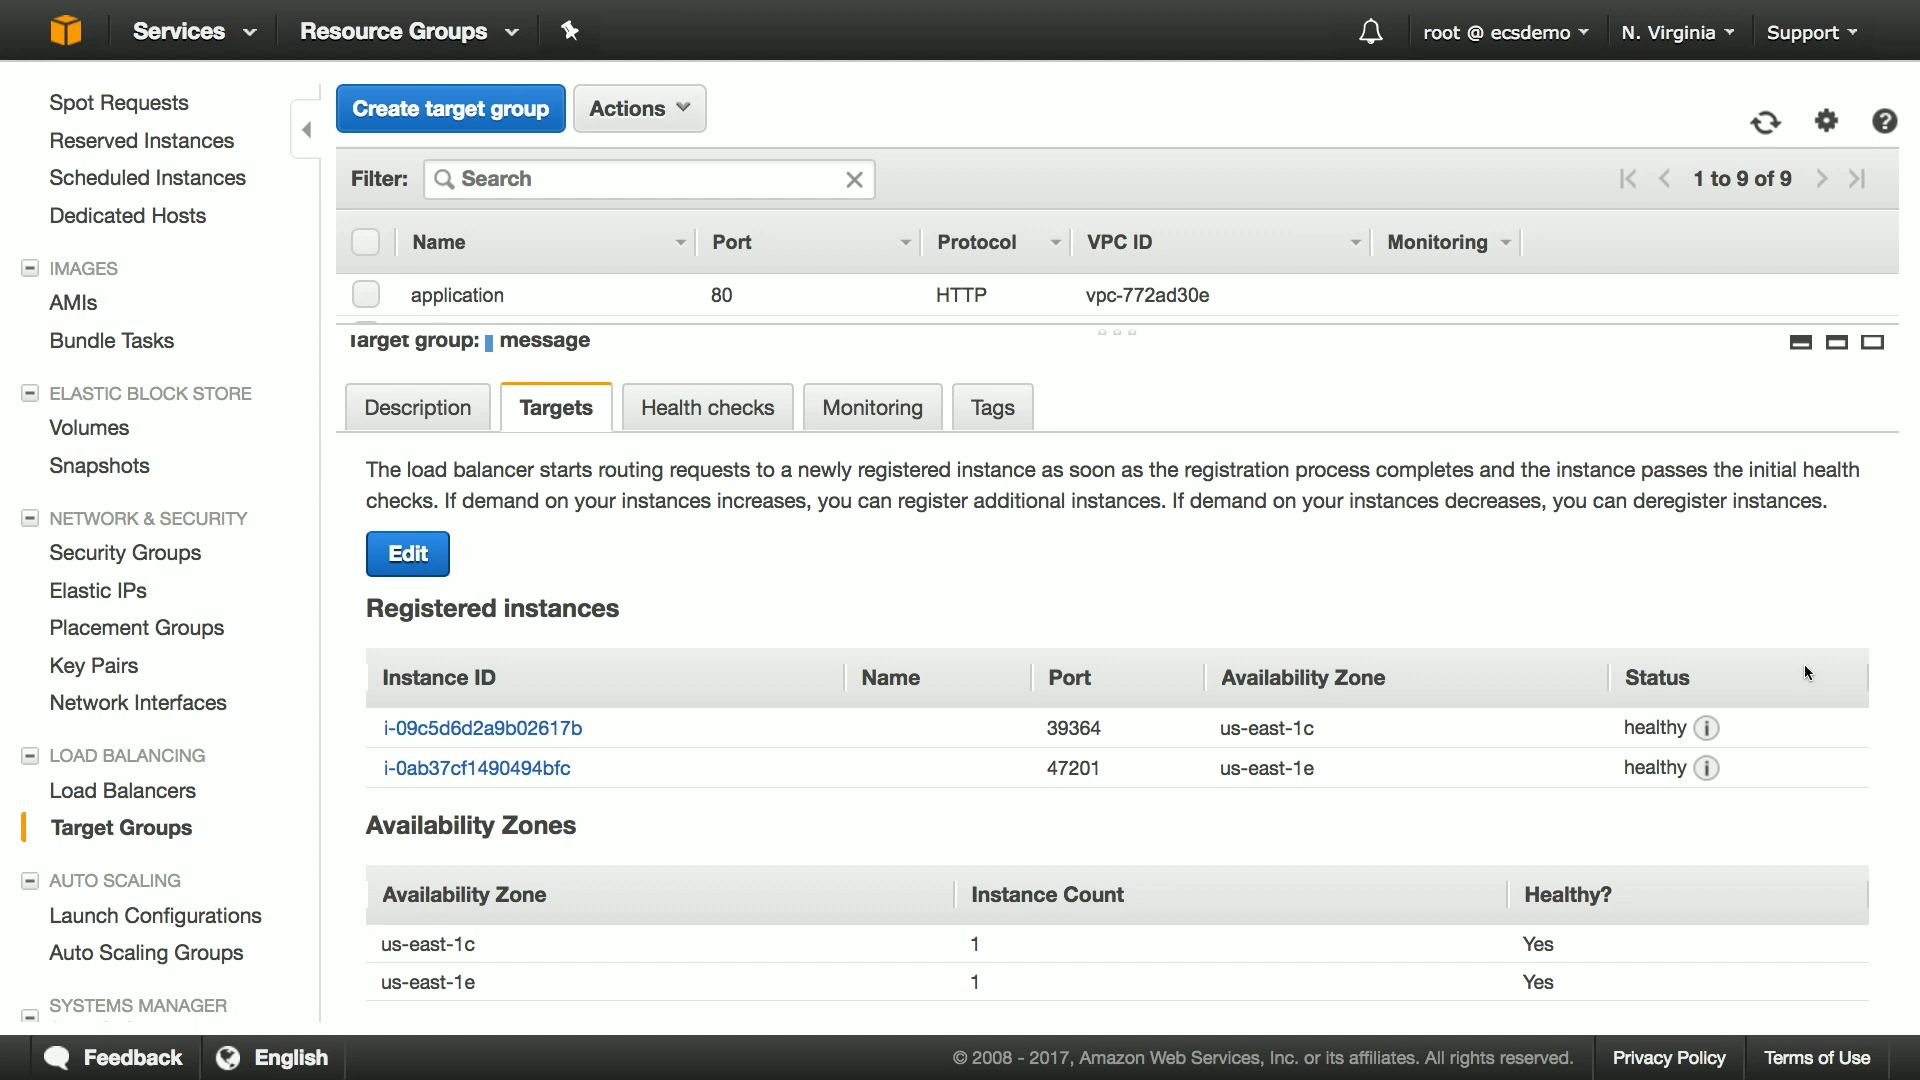 Services
Resource Groups
root @ ecsdemo
N. Virginia
Support
Spot Requests
Reserved Instances
Scheduled Instances
Dedicated Hosts
IMAGES
AMIs
Bundle Tasks
ELASTIC BLOCK STORE
Volumes
Snapshots
NETWORK & SECURITY
Security Groups
Elastic IPs
Placement Groups
Key Pairs
Network Interfaces
LOAD BALANCING
Load Balancers
Target Groups
AUTO SCALING
Launch Configurations
Auto Scaling Groups
SYSTEMS MANAGER
Create target group
Actions
Filter:
Search
1 to 9 of 9
Name Port Protocol VPC ID Monitoring
application 80 HTTP vpc-772ad30e
Target group: message
Description
Targets
Health checks
Monitoring
Tags
The load balancer starts routing requests to a newly registered instance as soon as the registration process completes and the instance passes the initial health
checks. If demand on your instances increases, you can register additional instances. If demand on your instances decreases, you can deregister instances.
Edit
Registered instances
Instance ID Name Port Availability Zone Status
i-09c5d6d2a9b02617b 39364 us-east-1c healthy
i-0ab37cf1490494bfc 47201 us-east-1e healthy
Availability Zones
Availability Zone Instance Count Healthy?
us-east-1c 1 Yes
us-east-1e 1 Yes
Feedback
English
© 2008 - 2017, Amazon Web Services, Inc. or its affiliates. All rights reserved.
Privacy Policy
Terms of Use